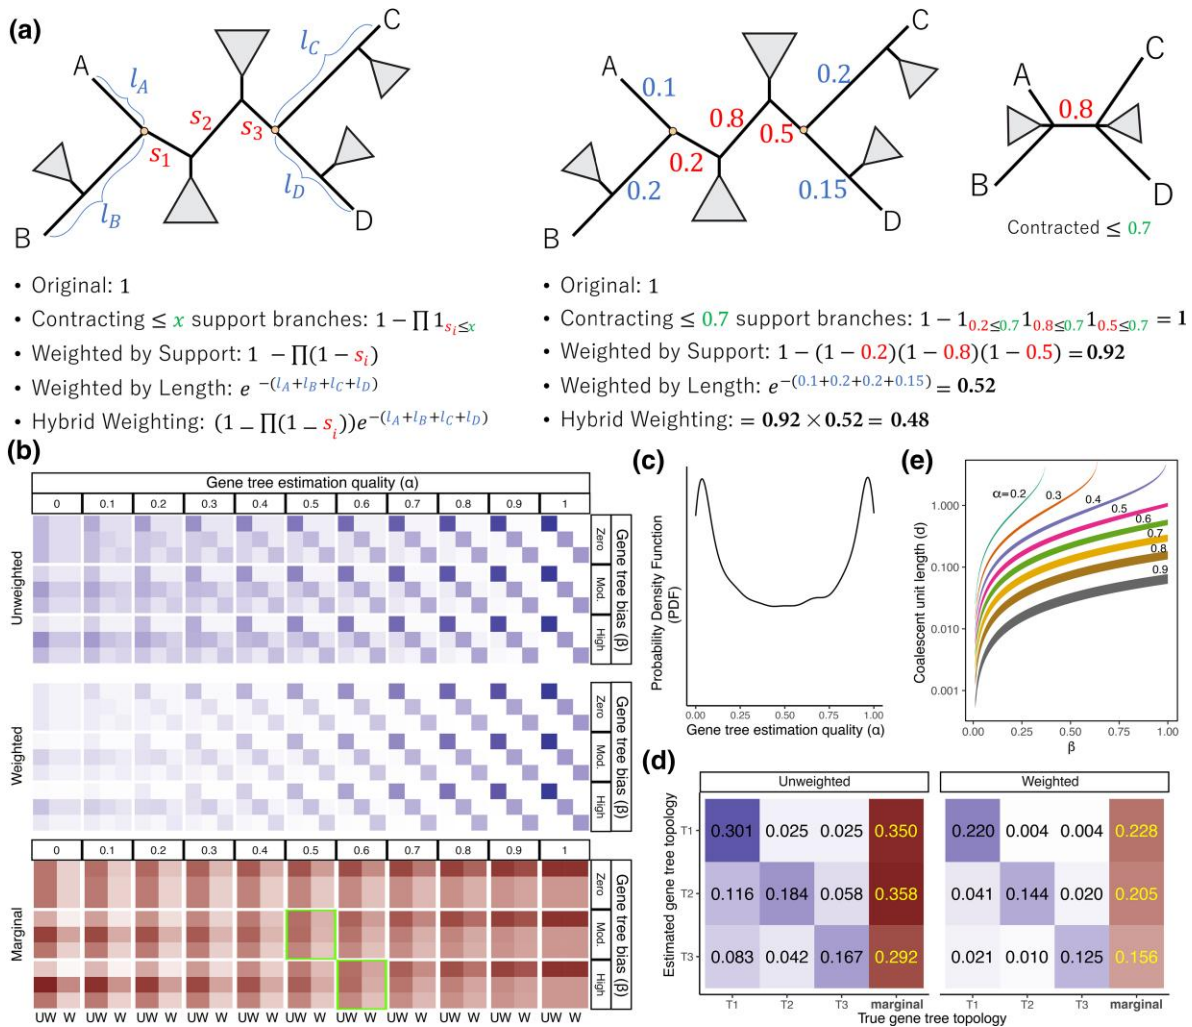 (a)
A
l_A
B
l_B
s_1
s_2
s_3
C
l_C
D
l_D
A
0.1
B
0.2
0.2
0.8
0.5
C
0.2
D
0.15
A
B
0.8
C
D
Contracted ≤ 0.7
• Original: 1
• Contracting ≤ x support branches: 1 − ∏ 1_{s_i≤x}
• Weighted by Support: 1 − ∏(1 − s_i)
• Weighted by Length: e^{−(l_A+l_B+l_C+l_D)}
• Hybrid Weighting: (1 − ∏(1 − s_i))e^{−(l_A+l_B+l_C+l_D)}
• Original: 1
• Contracting ≤ 0.7 support branches: 1 − 1_{0.2≤0.7}1_{0.8≤0.7}1_{0.5≤0.7} = 1
• Weighted by Support: 1 − (1 − 0.2)(1 − 0.8)(1 − 0.5) = 0.92
• Weighted by Length: e^{−(0.1+0.2+0.2+0.15)} = 0.52
• Hybrid Weighting: = 0.92 × 0.52 = 0.48
(b)
Gene tree estimation quality (α)
0 0.1 0.2 0.3 0.4 0.5 0.6 0.7 0.8 0.9 1
Unweighted
Zero
Mod.
High
Gene tree bias (β)
Weighted
Zero
Mod.
High
Gene tree bias (β)
0 0.1 0.2 0.3 0.4 0.5 0.6 0.7 0.8 0.9 1
Marginal
Zero
Mod.
High
Gene tree bias (β)
UW W UW W UW W UW W UW W UW W UW W UW W UW W UW W UW W
(c)
Probability Density Function
(PDF)
0.00 0.25 0.50 0.75 1.00
Gene tree estimation quality (α)
(e)
Coalescent unit length (d)
1.000
0.100
0.010
0.001
α=0.2
0.3
0.4
0.5
0.6
0.7
0.8
0.9
0.00 0.25 0.50 0.75 1.00
β
(d)
Unweighted Weighted
Estimated gene tree topology
T1 0.301 0.025 0.025 0.350 0.220 0.004 0.004 0.228
T2 0.116 0.184 0.058 0.358 0.041 0.144 0.020 0.205
T3 0.083 0.042 0.167 0.292 0.021 0.010 0.125 0.156
T1 T2 T3 marginal T1 T2 T3 marginal
True gene tree topology